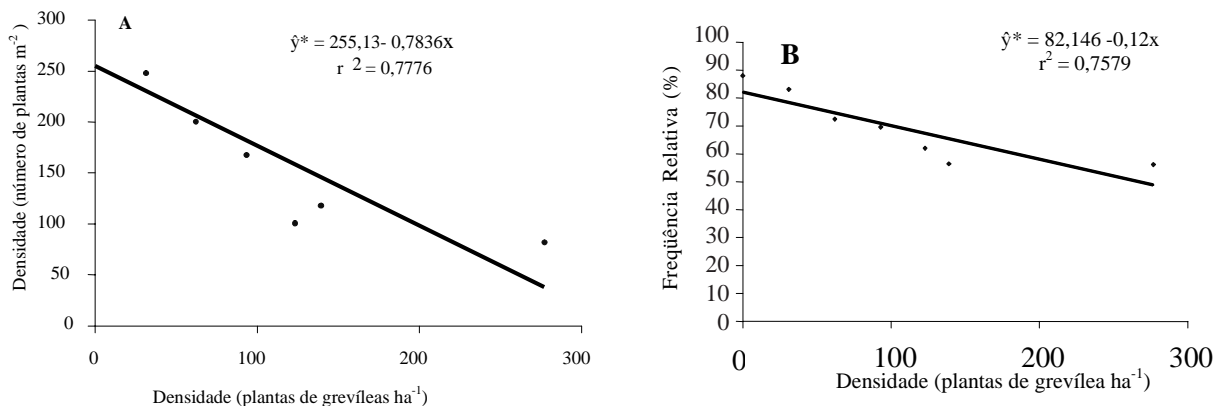 A
ŷ* = 255,13- 0,7836x
r ² = 0,7776
Densidade (número de plantas m⁻²)
300
250
200
150
100
50
0
0 100 200 300
Densidade (plantas de grevíleas ha⁻¹)
B
ŷ* = 82,146 -0,12x
r² = 0,7579
Freqüência Relativa (%)
100
90
80
70
60
50
40
30
20
10
0
0 100 200 300
Densidade (plantas de grevílea ha⁻¹)